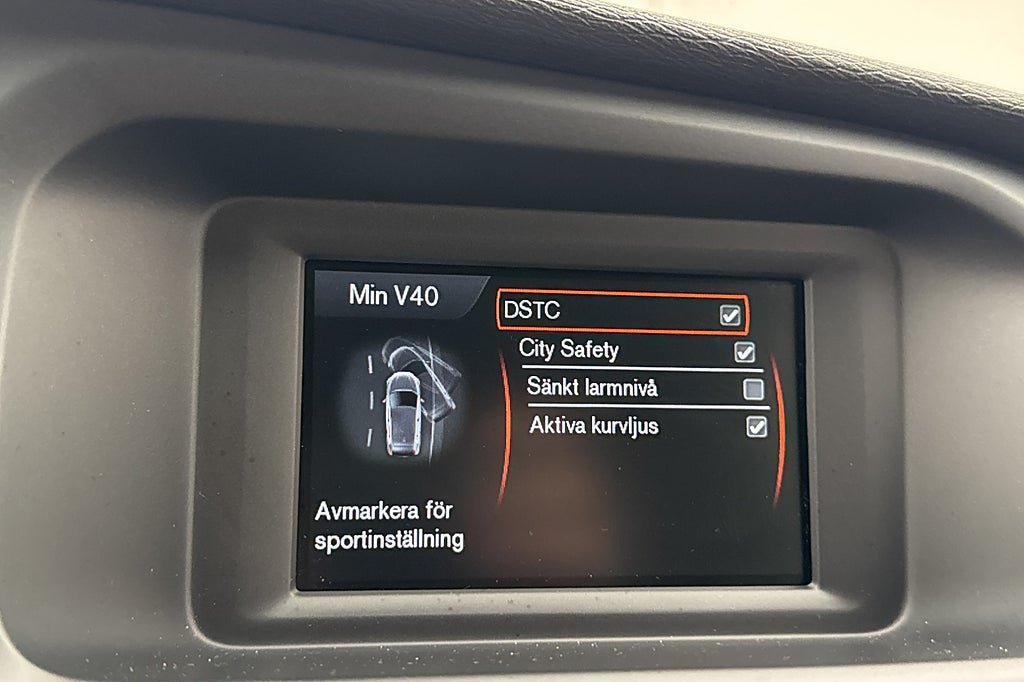 Min V40
DSTC
City Safety
Sänkt larmnivå
Aktiva kurvljus
Avmarkera för
sportinställning